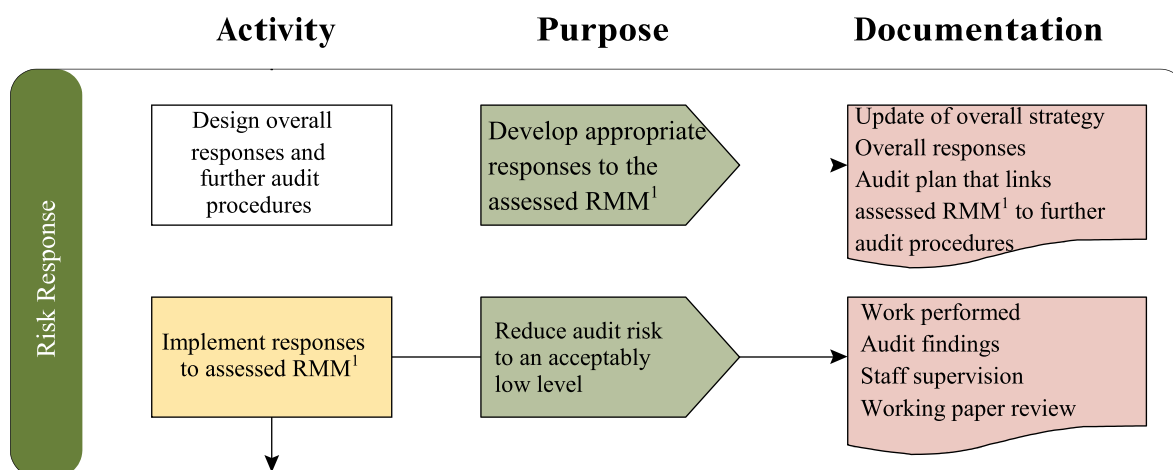 Activity
Purpose
Documentation
Risk Response
Design overall
responses and
further audit
procedures
Develop appropriate
responses to the
assessed RMM¹
Update of overall strategy
Overall responses
Audit plan that links
assessed RMM¹ to further
audit procedures
Implement responses
to assessed RMM¹
Reduce audit risk
to an acceptably
low level
Work performed
Audit findings
Staff supervision
Working paper review